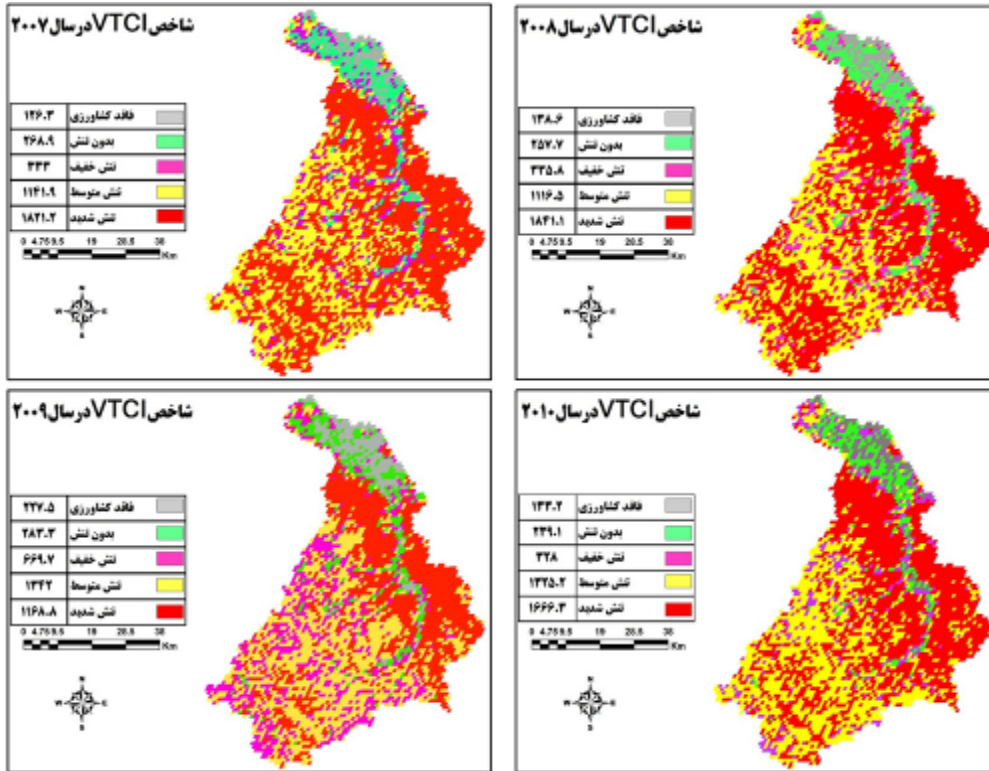 شاخص VTCI در سال ۲۰۰۷
فاقد کشاورزی ۱۲۶.۳
بدون تنش ۲۶۸.۹
تنش خفیف ۳۳۳
تنش متوسط ۱۱۴۱.۹
تنش شدید ۱۸۲۱.۲
0 4.75 9.5 19 28.5 38
Km
N
W E
S
شاخص VTCI در سال ۲۰۰۸
فاقد کشاورزی ۱۳۸.۶
بدون تنش ۲۵۷.۷
تنش خفیف ۳۳۵.۸
تنش متوسط ۱۱۱۶.۵
تنش شدید ۱۸۴۱.۱
0 4.75 9.5 19 28.5 38
Km
N
W E
S
شاخص VTCI در سال ۲۰۰۹
فاقد کشاورزی ۲۲۷.۵
بدون تنش ۲۸۳.۳
تنش خفیف ۶۶۹.۷
تنش متوسط ۱۳۴۲
تنش شدید ۱۱۶۸.۸
0 4.75 9.5 19 28.5 38
Km
N
W E
S
شاخص VTCI در سال ۲۰۱۰
فاقد کشاورزی ۱۳۳.۲
بدون تنش ۲۳۹.۱
تنش خفیف ۳۲۸
تنش متوسط ۱۳۲۵.۲
تنش شدید ۱۶۶۶.۳
0 4.75 9.5 19 28.5 38
Km
N
W E
S